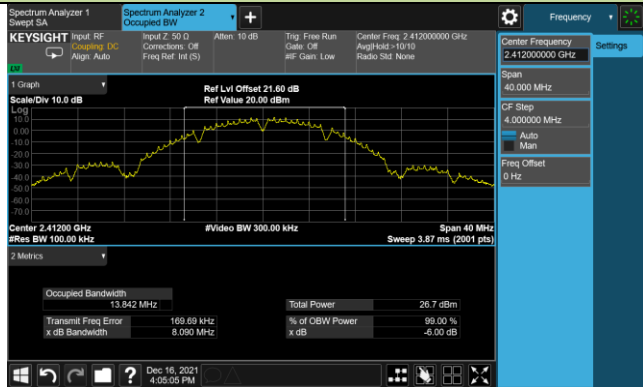 Spectrum Analyzer 1
Swept SA
Spectrum Analyzer 2
Occupied BW
+
Frequency
KEYSIGHT
Input: RF
Coupling: DC
Align: Auto
Input Z: 50 Ω
Corrections: Off
Freq Ref: Int (S)
Atten: 10 dB
Trig: Free Run
Gate: Off
#IF Gain: Low
Center Freq: 2.412000000 GHz
Avg|Hold:>10/10
Radio Std: None
Center Frequency
2.412000000 GHz
Settings
Span
40.000 MHz
CF Step
4.000000 MHz
Auto
Man
Freq Offset
0 Hz
1 Graph
Scale/Div 10.0 dB
Ref Lvl Offset 21.60 dB
Ref Value 20.00 dBm
Log
10.0
0.00
-10.0
-20.0
-30.0
-40.0
-50.0
-60.0
-70.0
Center 2.41200 GHz
#Res BW 100.00 kHz
#Video BW 300.00 kHz
Span 40 MHz
Sweep 3.87 ms (2001 pts)
2 Metrics
Occupied Bandwidth
13.842 MHz
Total Power 26.7 dBm
Transmit Freq Error 169.69 kHz
% of OBW Power 99.00 %
x dB Bandwidth 8.090 MHz
x dB -6.00 dB
?
Dec 16, 2021
4:05:05 PM